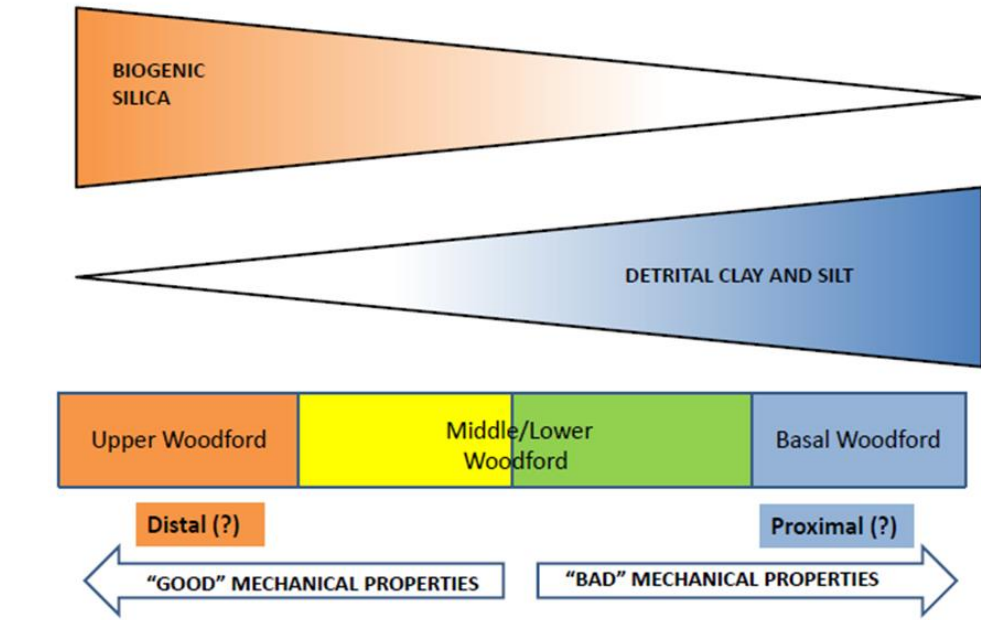 BIOGENIC
SILICA
DETRITAL CLAY AND SILT
Upper Woodford
Middle/Lower
Woodford
Basal Woodford
Distal (?)
Proximal (?)
“GOOD” MECHANICAL PROPERTIES
“BAD” MECHANICAL PROPERTIES